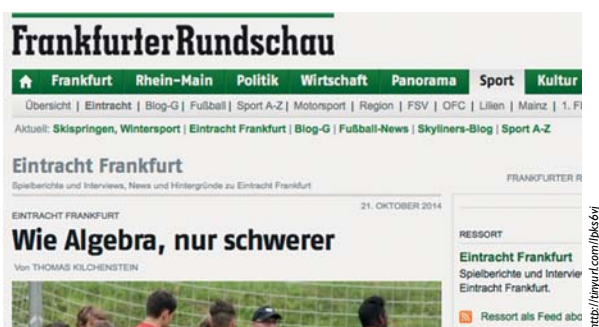 FrankfurterRundschau
Frankfurt Rhein-Main Politik Wirtschaft Panorama Sport Kultur
Übersicht | Eintracht | Blog-G | Fußball | Sport A-Z | Motorsport | Region | FSV | OFC | Lilien | Mainz | 1.
Aktuell: Skispringen, Wintersport | Eintracht Frankfurt | Blog-G | Fußball-News | Skyliners-Blog | Sport A-Z
Eintracht Frankfurt
Spielberichte und Interviews, News und Hintergründe zu Eintracht Frankfurt
FRANKFURTER R
21. OKTOBER 2014
EINTRACHT FRANKFURT
Wie Algebra, nur schwerer
Von THOMAS KILCHENSTEIN
RESSORT
Eintracht Frankfurt
Spielberichte und Interview
Eintracht Frankfurt.
Ressort als Feed abo
http://tinyurl.com/lpks6vj